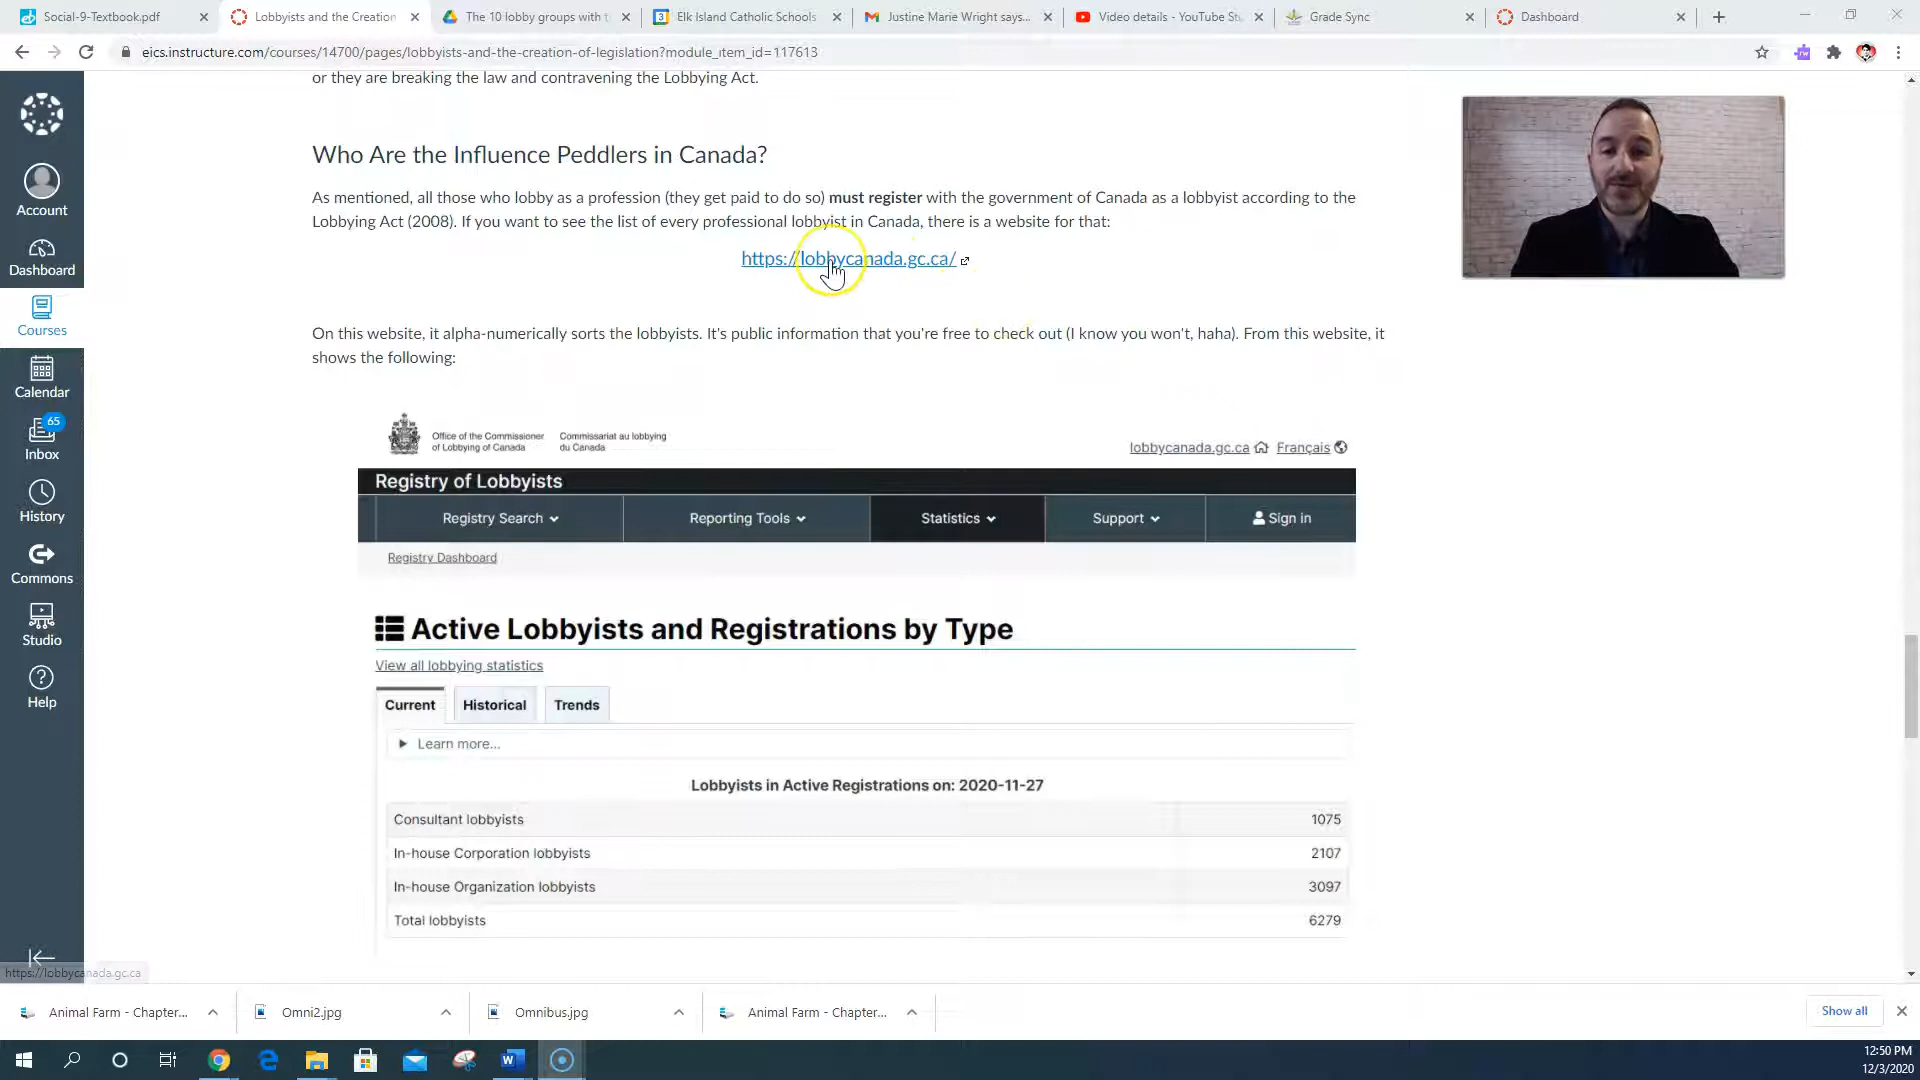 Social-9-Textbook.pdf
Lobbyists and the Creation
The 10 lobby groups with t
Elk Island Catholic Schools
Justine Marie Wright says...
Video details - YouTube Stu
Grade Sync
Dashboard
eics.instructure.com/courses/14700/pages/lobbyists-and-the-creation-of-legislation?module_item_id=117613
or they are breaking the law and contravening the Lobbying Act.
Who Are the Influence Peddlers in Canada?
As mentioned, all those who lobby as a profession (they get paid to do so) must register with the government of Canada as a lobbyist according to the
Lobbying Act (2008). If you want to see the list of every professional lobbyist in Canada, there is a website for that:
https://lobbycanada.gc.ca/
On this website, it alpha-numerically sorts the lobbyists. It's public information that you're free to check out (I know you won't, haha). From this website, it
shows the following:
Account
Dashboard
Courses
Calendar
65
Inbox
History
Commons
Studio
Help
Office of the Commissioner
of Lobbying of Canada
Commissariat au lobbying
du Canada
lobbycanada.gc.ca
Français
Registry of Lobbyists
Registry Search
Reporting Tools
Statistics
Support
Sign in
Registry Dashboard
Active Lobbyists and Registrations by Type
View all lobbying statistics
Current
Historical
Trends
Learn more...
Lobbyists in Active Registrations on: 2020-11-27
Consultant lobbyists 1075
In-house Corporation lobbyists 2107
In-house Organization lobbyists 3097
Total lobbyists 6279
https://lobbycanada.gc.ca
Animal Farm - Chapter...
Omni2.jpg
Omnibus.jpg
Animal Farm - Chapter...
Show all
12:50 PM
12/3/2020